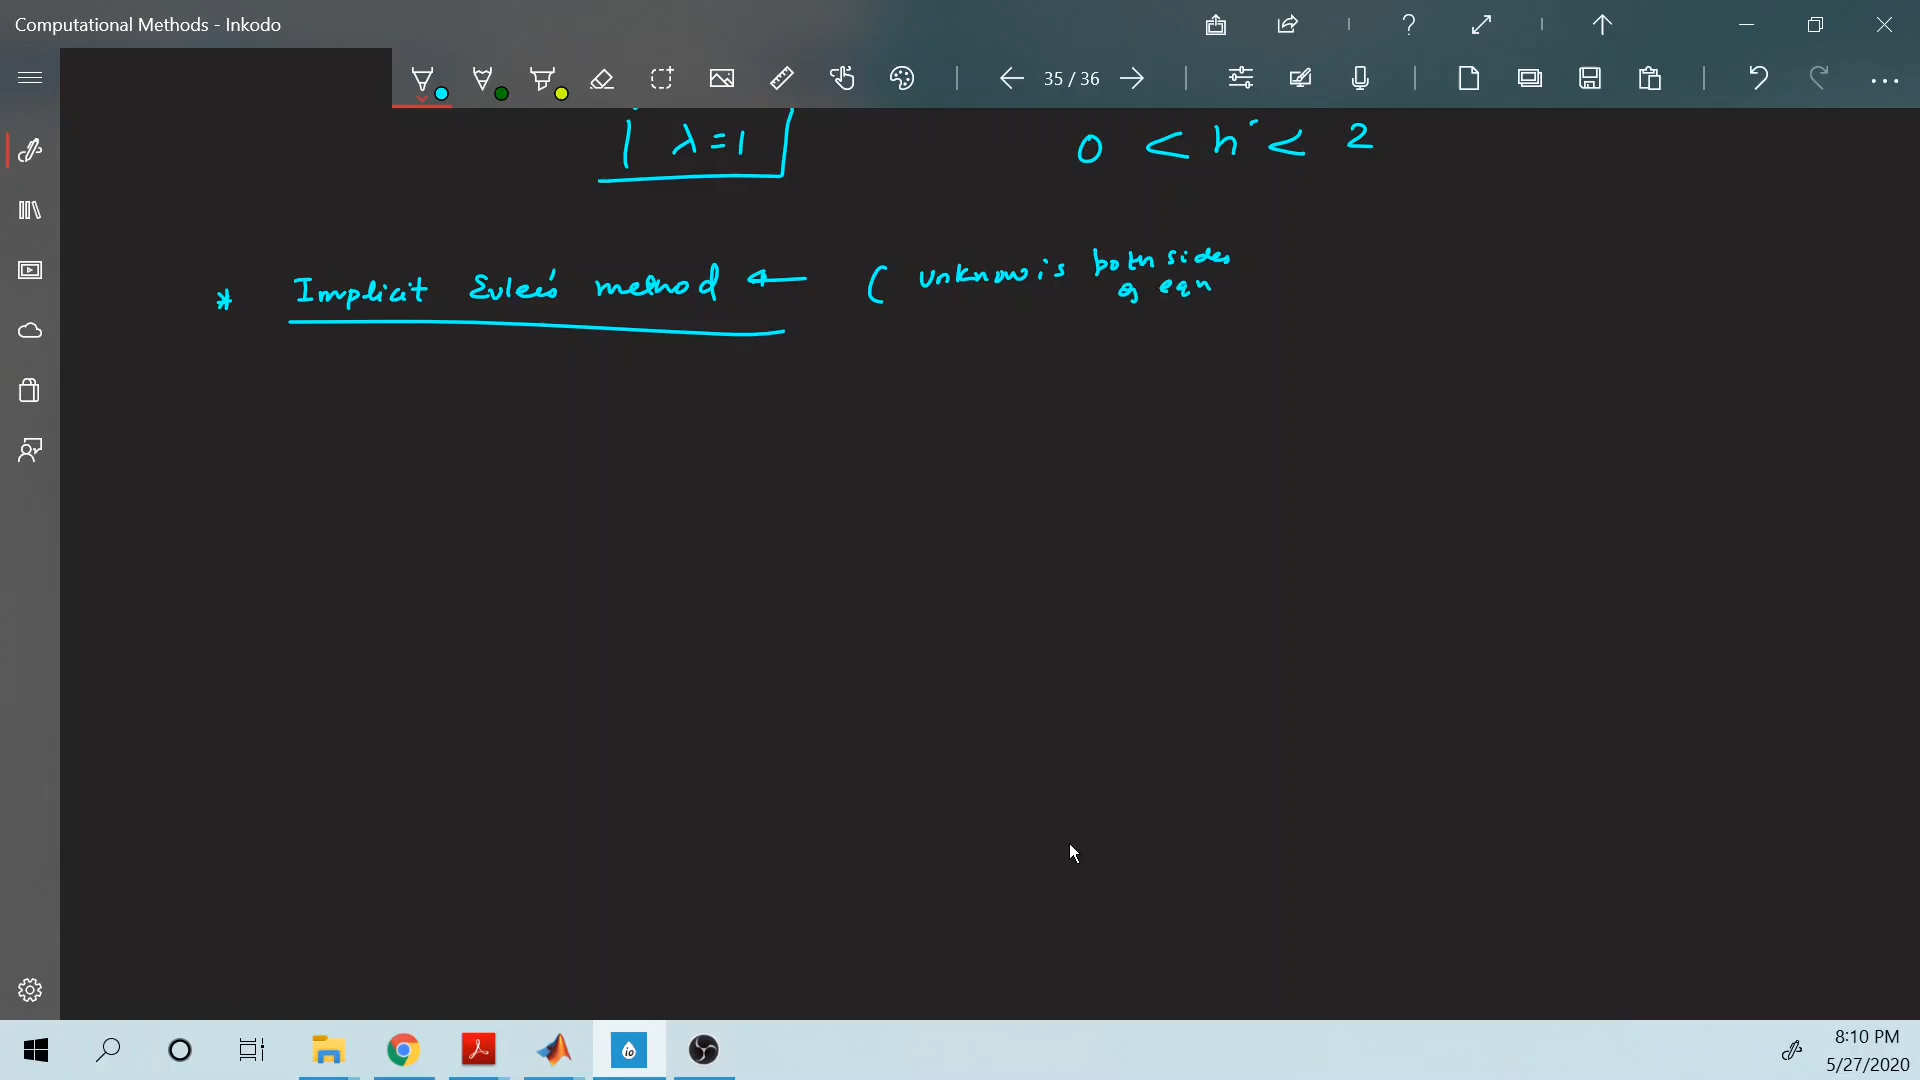 Computational Methods - Inkodo
35 / 36
λ = 1
0 < h < 2
* Implicit Euler's method ← ( unknow is both sides
of eqn
8:10 PM
5/27/2020